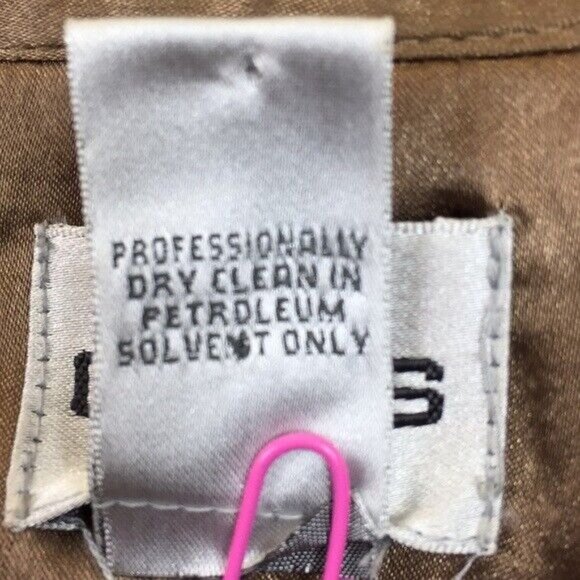 PROFESSIONALLY
DRY CLEAN IN
PETROLEUM
SOLVENT ONLY